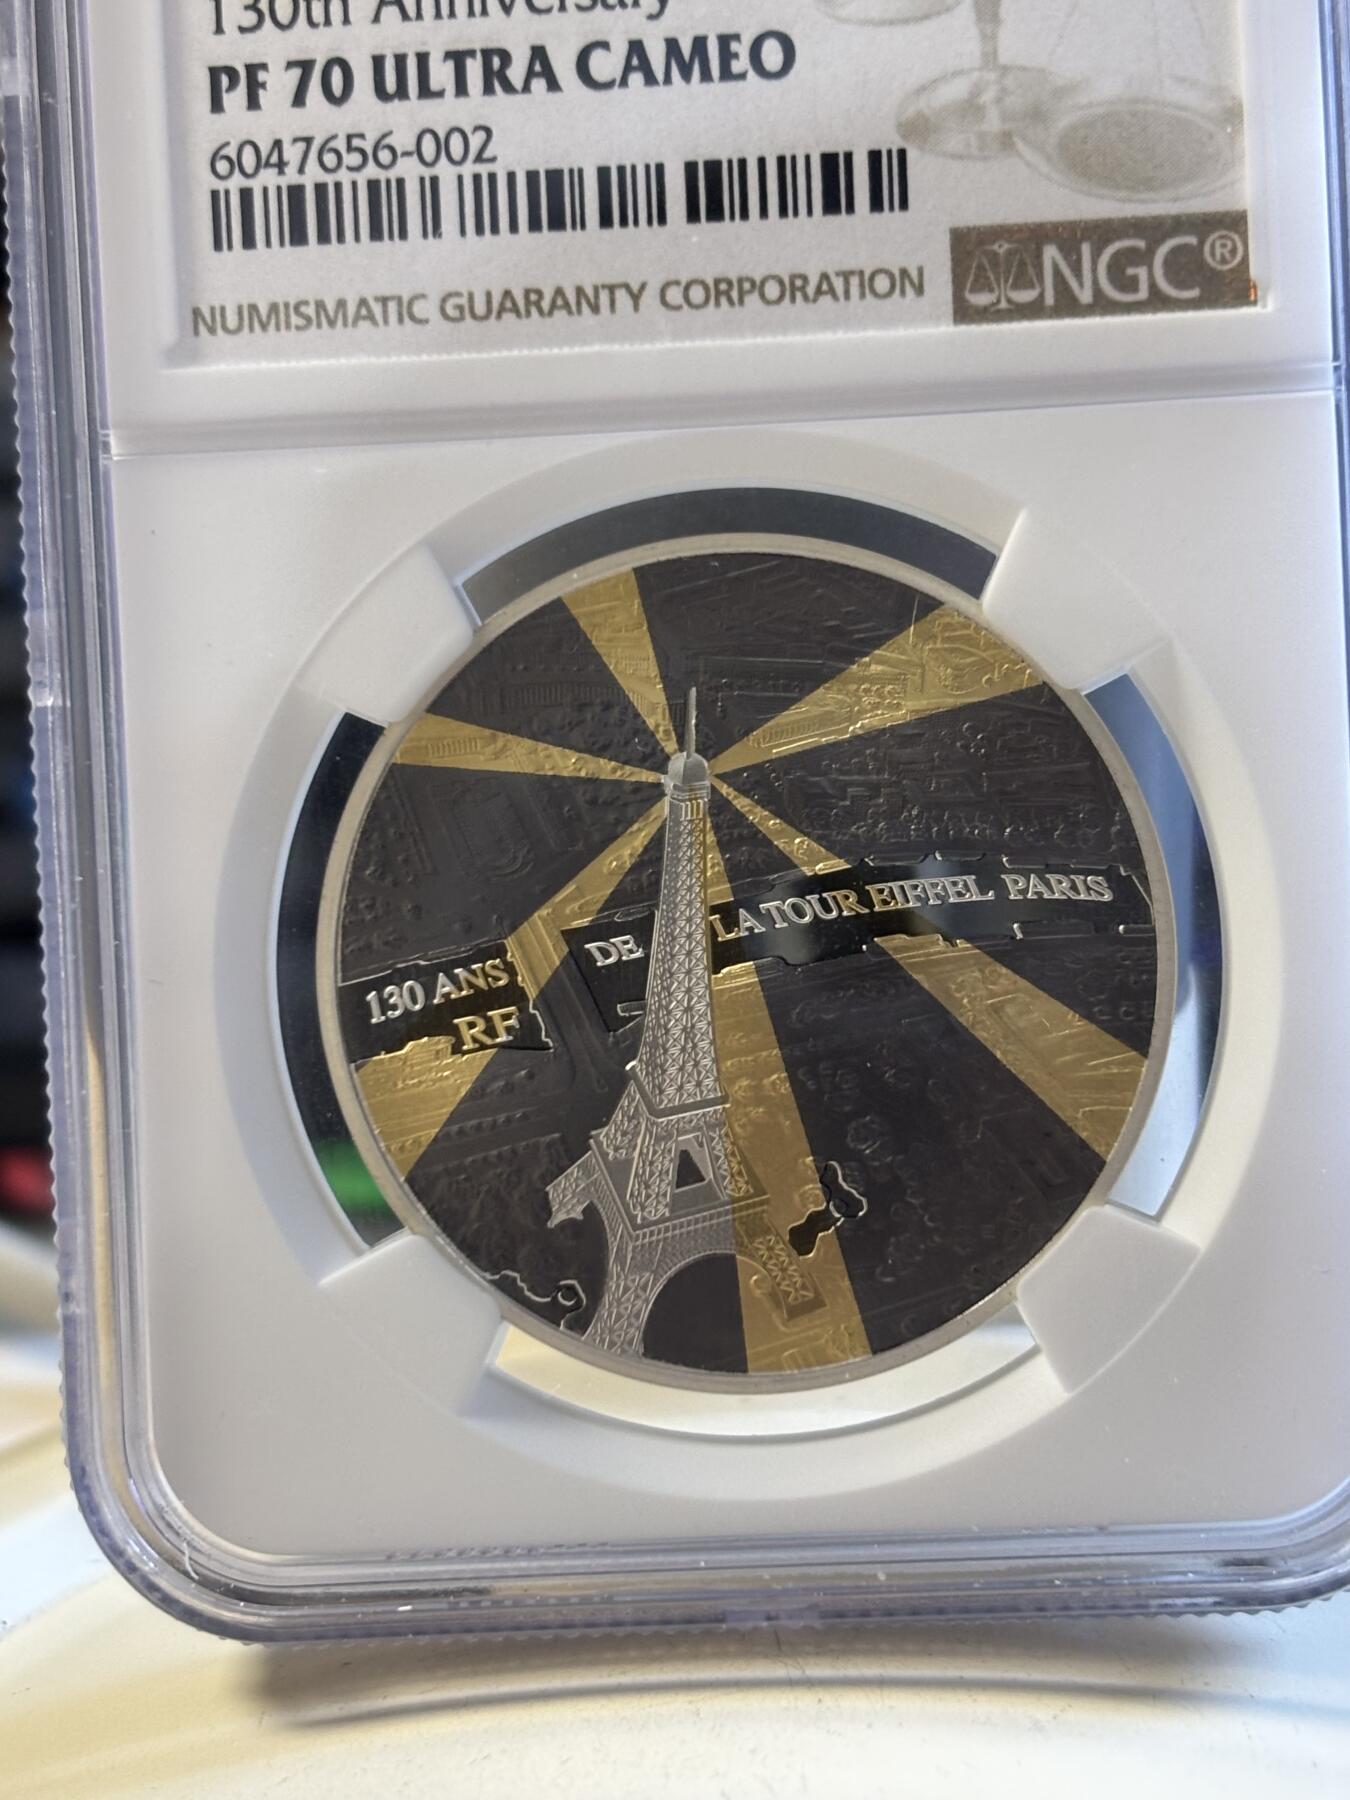 130th Anniversary
PF 70 ULTRA CAMEO
6047656-002
NUMISMATIC GUARANTY CORPORATION
NGC®
130 ANS DE LA TOUR EIFFEL PARIS
RF